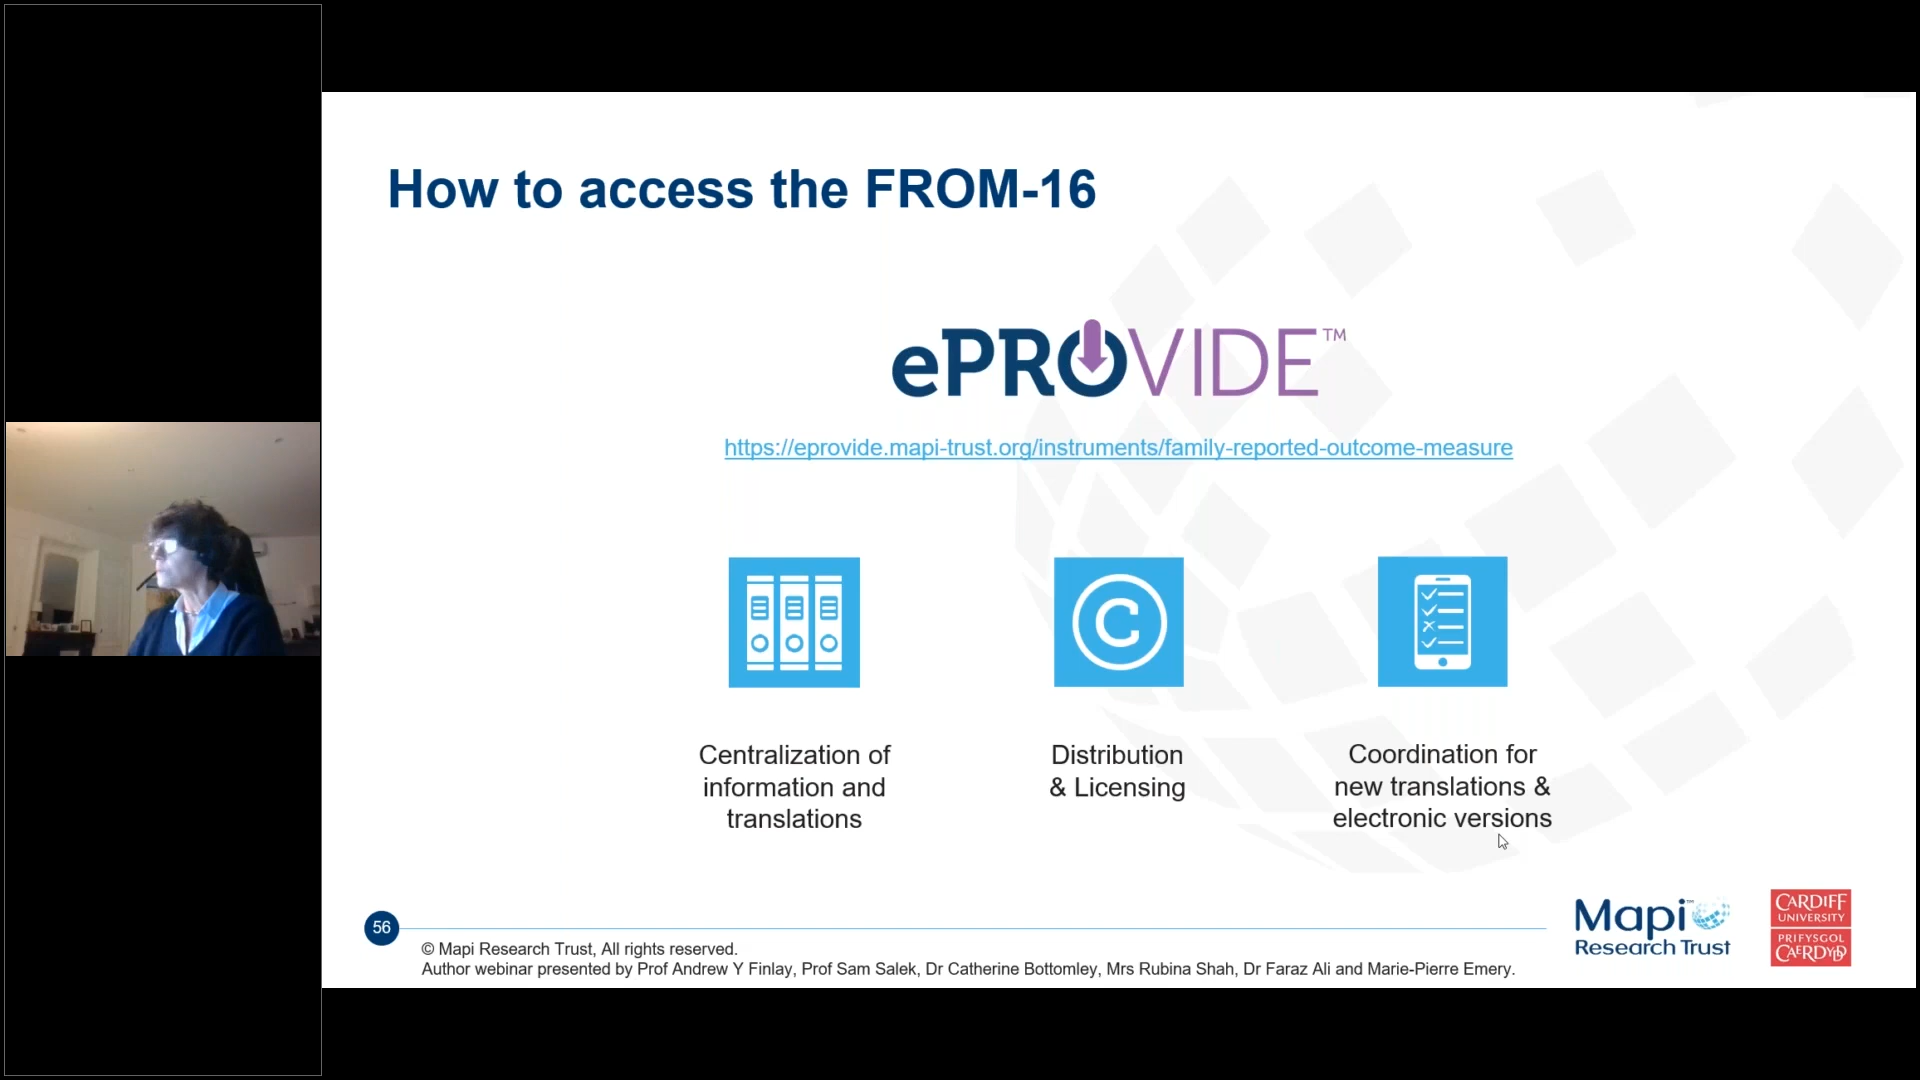 How to access the FROM-16
ePROVIDE™
https://eprovide.mapi-trust.org/instruments/family-reported-outcome-measure
Centralization of
information and
translations
Distribution
& Licensing
Coordination for
new translations &
electronic versions
56
© Mapi Research Trust, All rights reserved.
Author webinar presented by Prof Andrew Y Finlay, Prof Sam Salek, Dr Catherine Bottomley, Mrs Rubina Shah, Dr Faraz Ali and Marie-Pierre Emery.
Mapi™
Research Trust
CARDIFF
UNIVERSITY
PRIFYSGOL
CAERDYDD